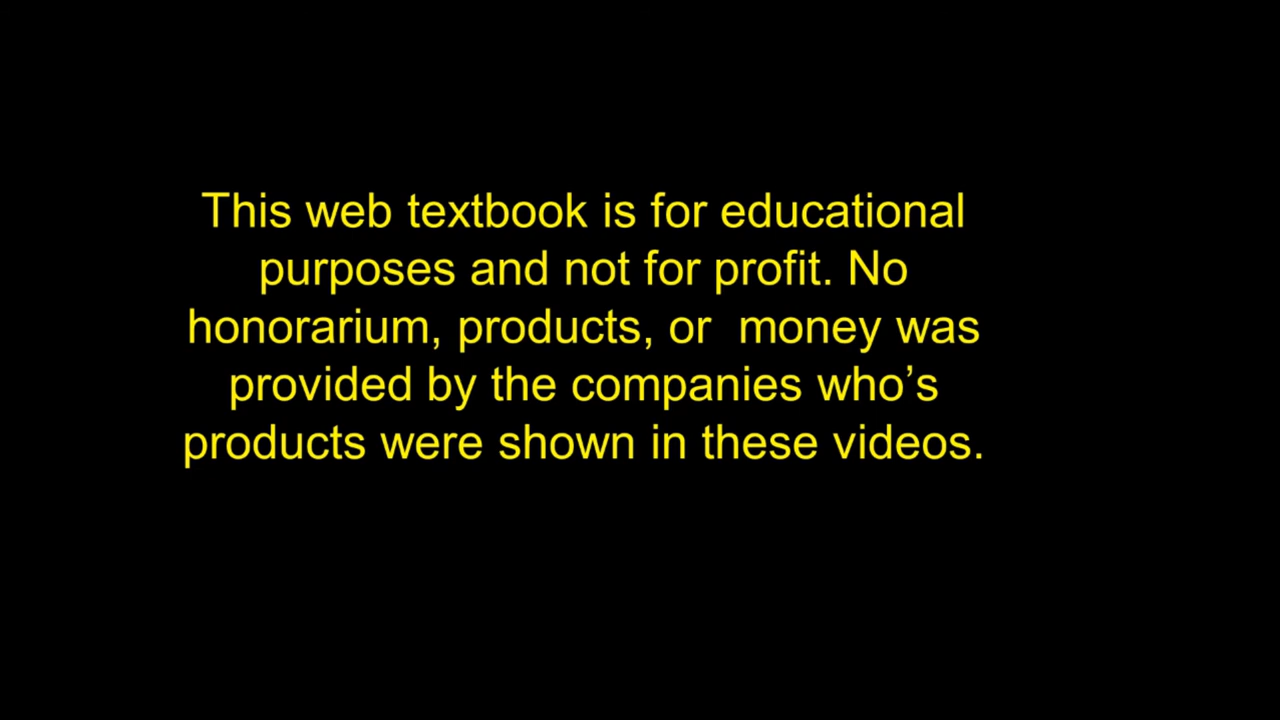 This web textbook is for educational
purposes and not for profit. No
honorarium, products, or  money was
provided by the companies who’s
products were shown in these videos.